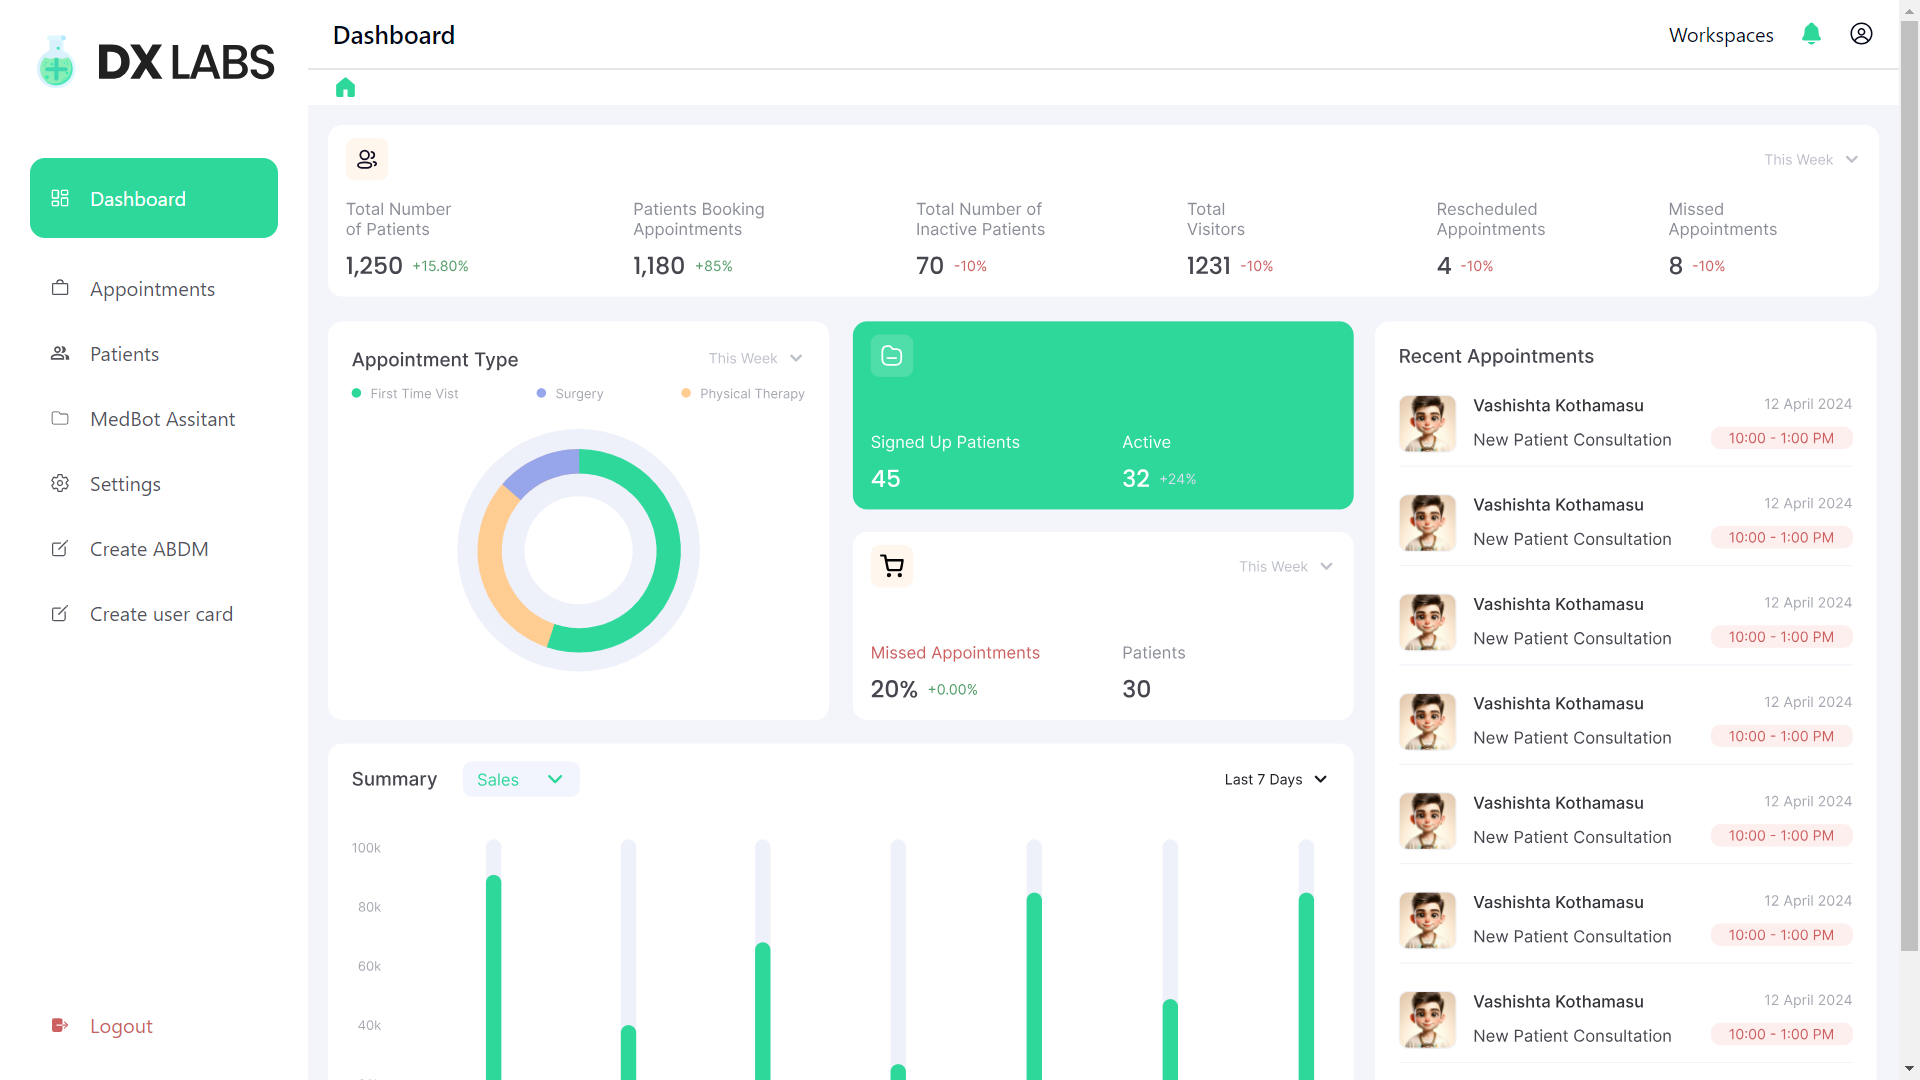 DX LABS
Dashboard
Workspaces
Dashboard
Appointments
Patients
MedBot Assitant
Settings
Create ABDM
Create user card
Logout
This Week
Total Number
of Patients
1,250 +15.80%
Patients Booking
Appointments
1,180 +85%
Total Number of
Inactive Patients
70 -10%
Total
Visitors
1231 -10%
Rescheduled
Appointments
4 -10%
Missed
Appointments
8 -10%
Appointment Type
This Week
First Time Vist
Surgery
Physical Therapy
Signed Up Patients
45
Active
32 +24%
This Week
Missed Appointments
20% +0.00%
Patients
30
Summary
Sales
Last 7 Days
100k
80k
60k
40k
Recent Appointments
Vashishta Kothamasu
12 April 2024
New Patient Consultation
10:00 - 1:00 PM
Vashishta Kothamasu
12 April 2024
New Patient Consultation
10:00 - 1:00 PM
Vashishta Kothamasu
12 April 2024
New Patient Consultation
10:00 - 1:00 PM
Vashishta Kothamasu
12 April 2024
New Patient Consultation
10:00 - 1:00 PM
Vashishta Kothamasu
12 April 2024
New Patient Consultation
10:00 - 1:00 PM
Vashishta Kothamasu
12 April 2024
New Patient Consultation
10:00 - 1:00 PM
Vashishta Kothamasu
12 April 2024
New Patient Consultation
10:00 - 1:00 PM